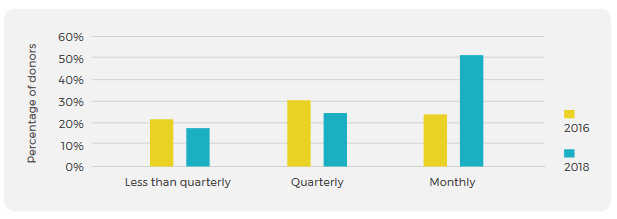 Percentage of donors
60%
50%
40%
30%
20%
10%
0%
Less than quarterly
Quarterly
Monthly
2016
2018